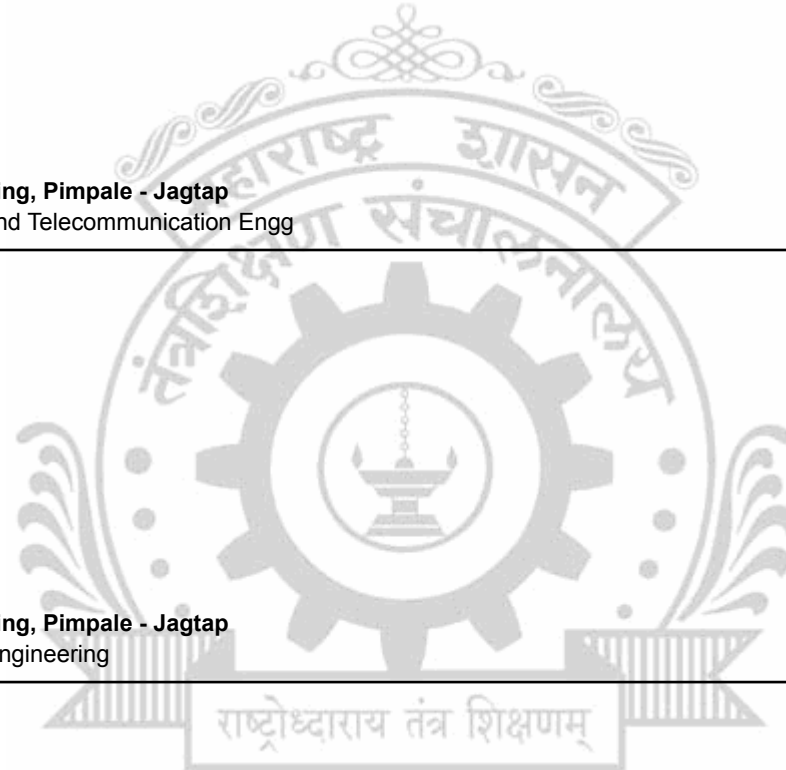 महाराष्ट्र शासन
ing, Pimpale - Jagtap
nd Telecommunication Engg
तंत्रशिक्षण संचालनालय
ing, Pimpale - Jagtap
ngineering
राष्ट्रोध्दाराय तंत्र शिक्षणम्